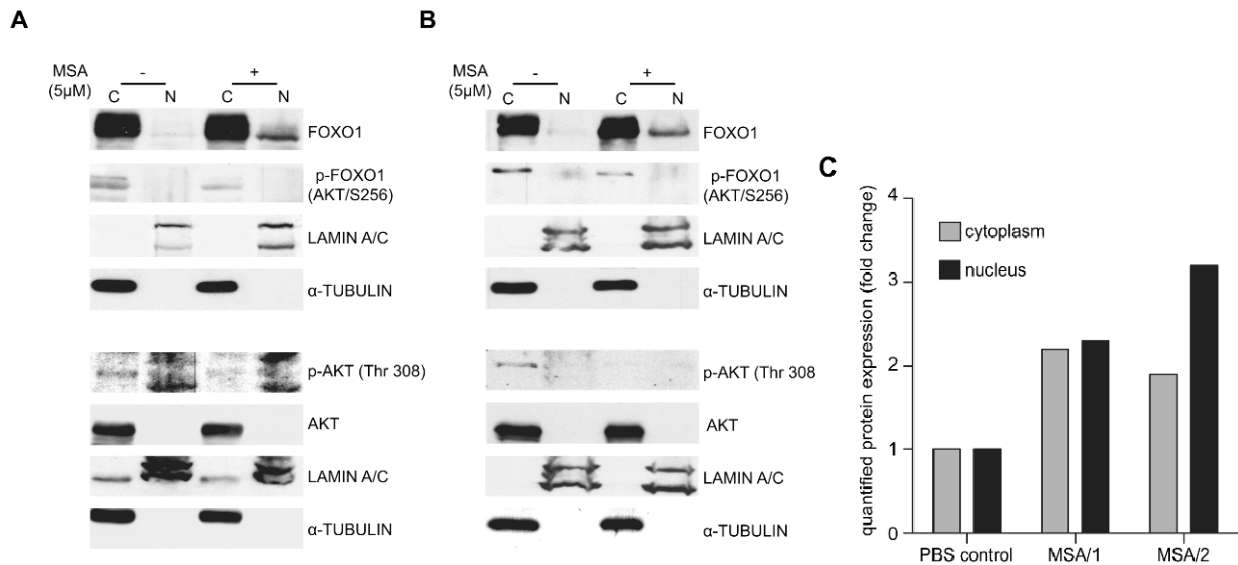 A
MSA
(5μM)
- +
C N C N
FOXO1
p-FOXO1
(AKT/S256)
LAMIN A/C
α-TUBULIN
p-AKT (Thr 308)
AKT
LAMIN A/C
α-TUBULIN
B
MSA
(5μM)
- +
C N C N
FOXO1
p-FOXO1
(AKT/S256)
LAMIN A/C
α-TUBULIN
p-AKT (Thr 308
AKT
LAMIN A/C
α-TUBULIN
C
quantified protein expression (fold change)
4
3
2
1
0
cytoplasm
nucleus
PBS control MSA/1 MSA/2